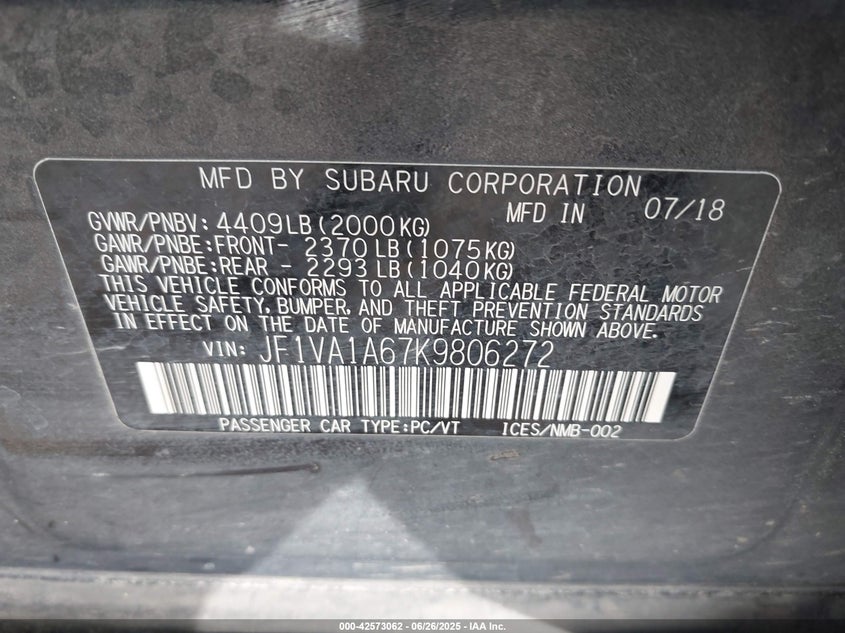 MFD BY SUBARU CORPORATION
MFD IN 07/18
GVWR/PNBV: 4409LB(2000KG)
GAWR/PNBE:FRONT- 2370LB(1075KG)
GAWR/PNBE:REAR - 2293LB(1040KG)
THIS VEHICLE CONFORMS TO ALL APPLICABLE FEDERAL MOTOR
VEHICLE SAFETY, BUMPER, AND THEFT PREVENTION STANDARDS
IN EFFECT ON THE DATE OF MANUFACTURE SHOWN ABOVE.
VIN: JF1VA1A67K9806272
PASSENGER CAR TYPE:PC/VT ICES/NMB-002
000-42573062 - 06/26/2025 - IAA Inc.